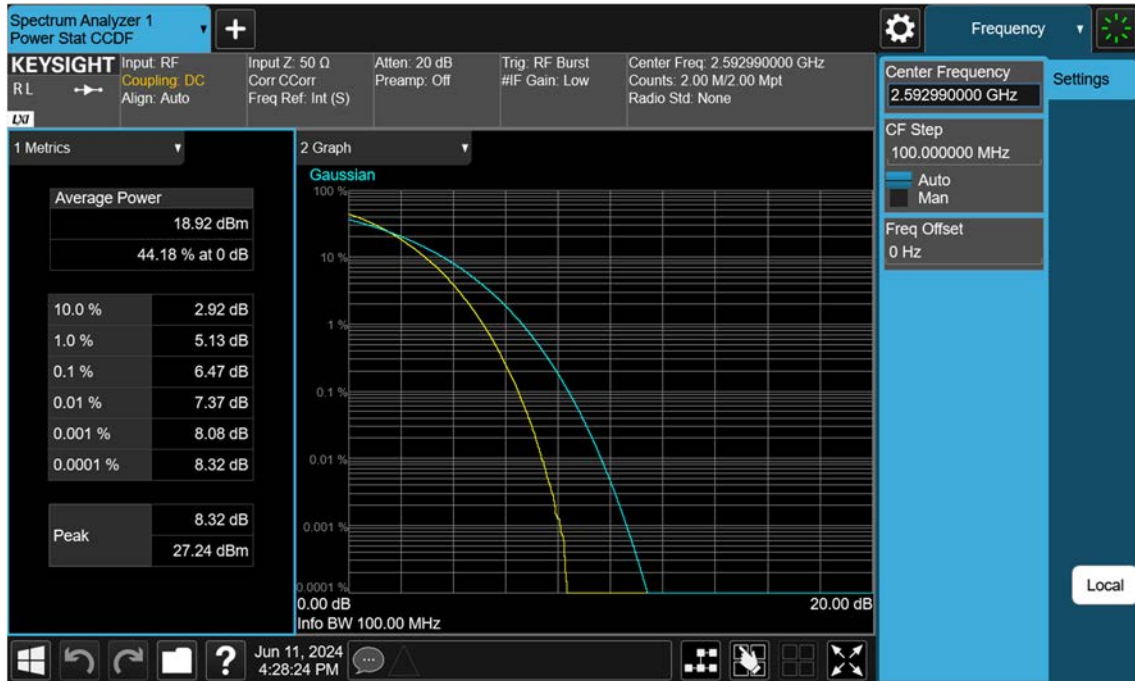 Spectrum Analyzer 1
Power Stat CCDF
+
Frequency
KEYSIGHT
RL
LXI
Input: RF
Coupling: DC
Align: Auto
Input Z: 50 Ω
Corr CCorr
Freq Ref: Int (S)
Atten: 20 dB
Preamp: Off
Trig: RF Burst
#IF Gain: Low
Center Freq: 2.592990000 GHz
Counts: 2.00 M/2.00 Mpt
Radio Std: None
Center Frequency
2.592990000 GHz
Settings
CF Step
100.000000 MHz
Auto
Man
Freq Offset
0 Hz
1 Metrics
Average Power
18.92 dBm
44.18 % at 0 dB
10.0 % 2.92 dB
1.0 % 5.13 dB
0.1 % 6.47 dB
0.01 % 7.37 dB
0.001 % 8.08 dB
0.0001 % 8.32 dB
Peak
8.32 dB
27.24 dBm
2 Graph
Gaussian
100 %
10 %
1 %
0.1 %
0.01 %
0.001 %
0.0001 %
0.00 dB 20.00 dB
Info BW 100.00 MHz
Local
?
Jun 11, 2024
4:28:24 PM